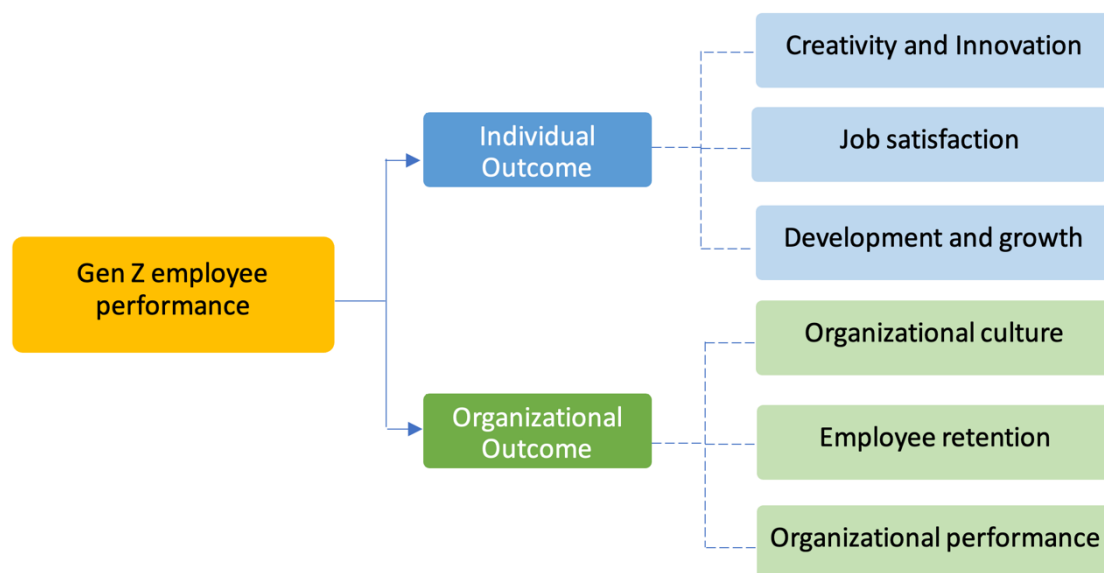 Creativity and Innovation
Individual
Outcome
Job satisfaction
Development and growth
Gen Z employee
performance
Organizational culture
Organizational
Outcome
Employee retention
Organizational performance